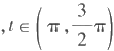 , t ∈ ( π , 3/2 π )